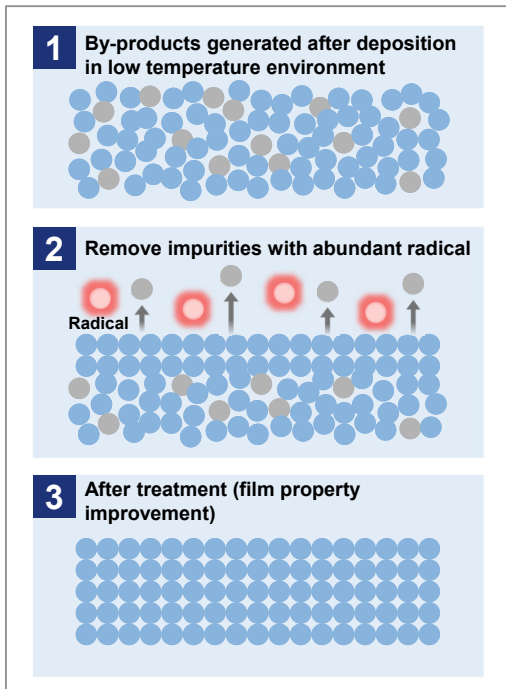 1
By-products generated after deposition
in low temperature environment
2
Remove impurities with abundant radical
Radical
3
After treatment (film property
improvement)